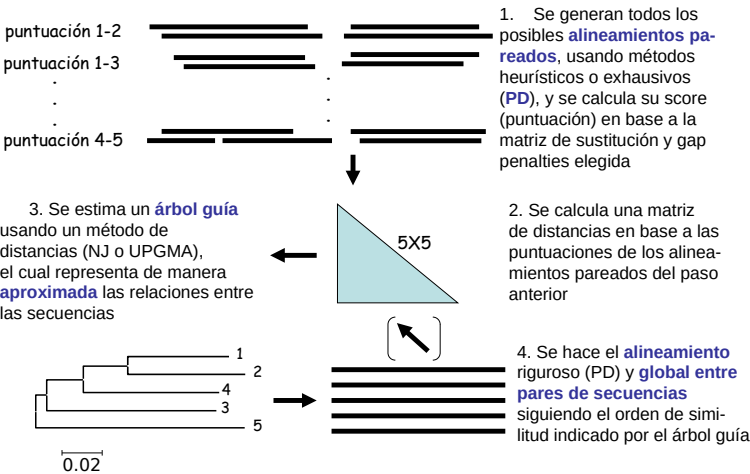 puntuación 1-2
puntuación 1-3
.
.
.
.
.
.
puntuación 4-5
1. Se generan todos los
posibles alineamientos pa-
reados, usando métodos
heurísticos o exhausivos
(PD), y se calcula su score
(puntuación) en base a la
matriz de sustitución y gap
penalties elegida
3. Se estima un árbol guía
usando un método de
distancias (NJ o UPGMA),
el cual representa de manera
aproximada las relaciones entre
las secuencias
5X5
2. Se calcula una matriz
de distancias en base a las
puntuaciones de los alinea-
mientos pareados del paso
anterior
1
2
4
3
5
0.02
4. Se hace el alineamiento
riguroso (PD) y global entre
pares de secuencias
siguiendo el orden de simi-
litud indicado por el árbol guía